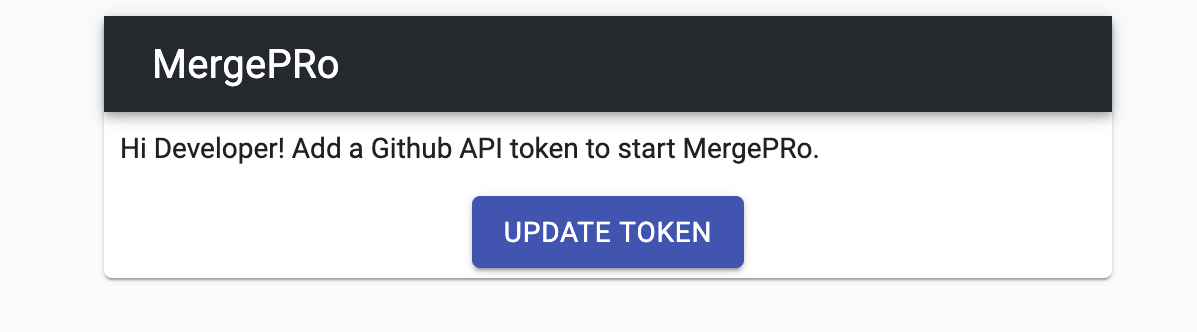 MergePRo
Hi Developer! Add a Github API token to start MergePRo.
UPDATE TOKEN